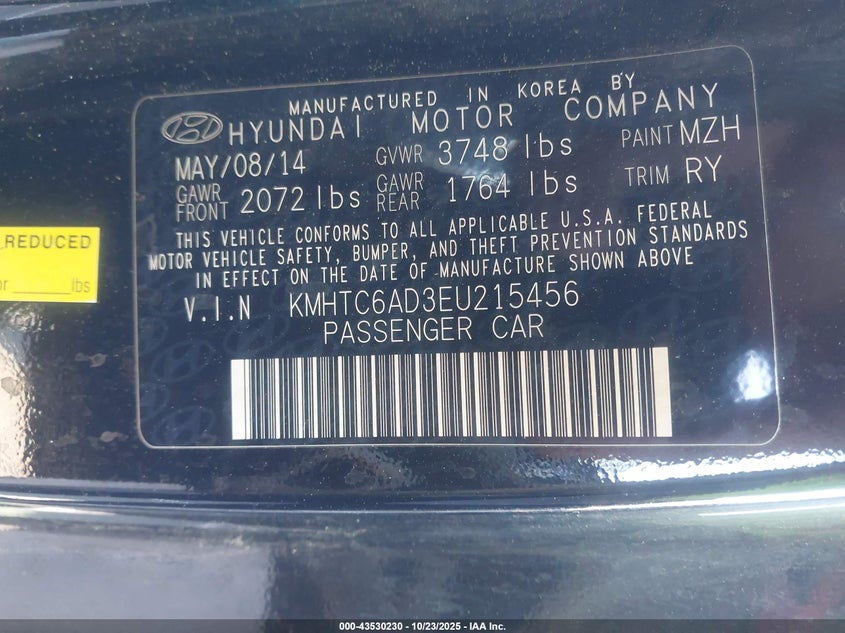 MANUFACTURED IN KOREA BY
HYUNDAI MOTOR COMPANY
MAY/08/14 GVWR 3748 lbs PAINT MZH
GAWR FRONT 2072 lbs GAWR REAR 1764 lbs TRIM RY
THIS VEHICLE CONFORMS TO ALL APPLICABLE U.S.A. FEDERAL
MOTOR VEHICLE SAFETY, BUMPER, AND THEFT PREVENTION STANDARDS
IN EFFECT ON THE DATE OF MANUFACTURE SHOWN ABOVE
V.I.N KMHTC6AD3EU215456
PASSENGER CAR
REDUCED
or ______lbs
000-43530230 - 10/23/2025 - IAA Inc.